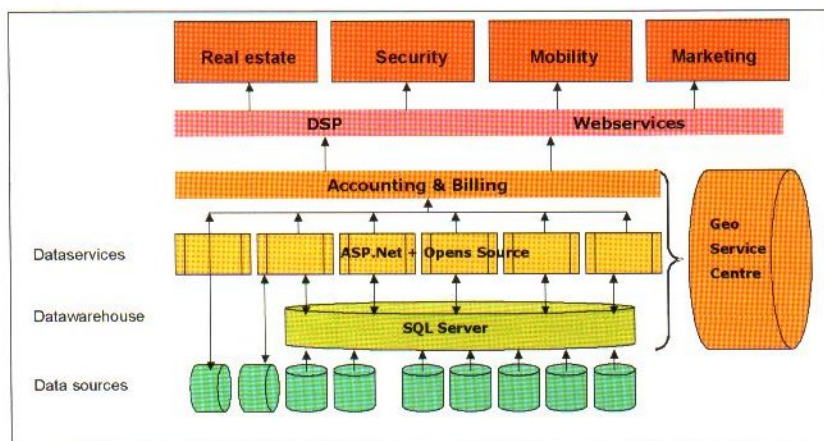 Real estate
Security
Mobility
Marketing
DSP
Webservices
Accounting & Billing
Geo
Service
Centre
Dataservices
ASP.Net + Opens Source
Datawarehouse
SQL Server
Data sources